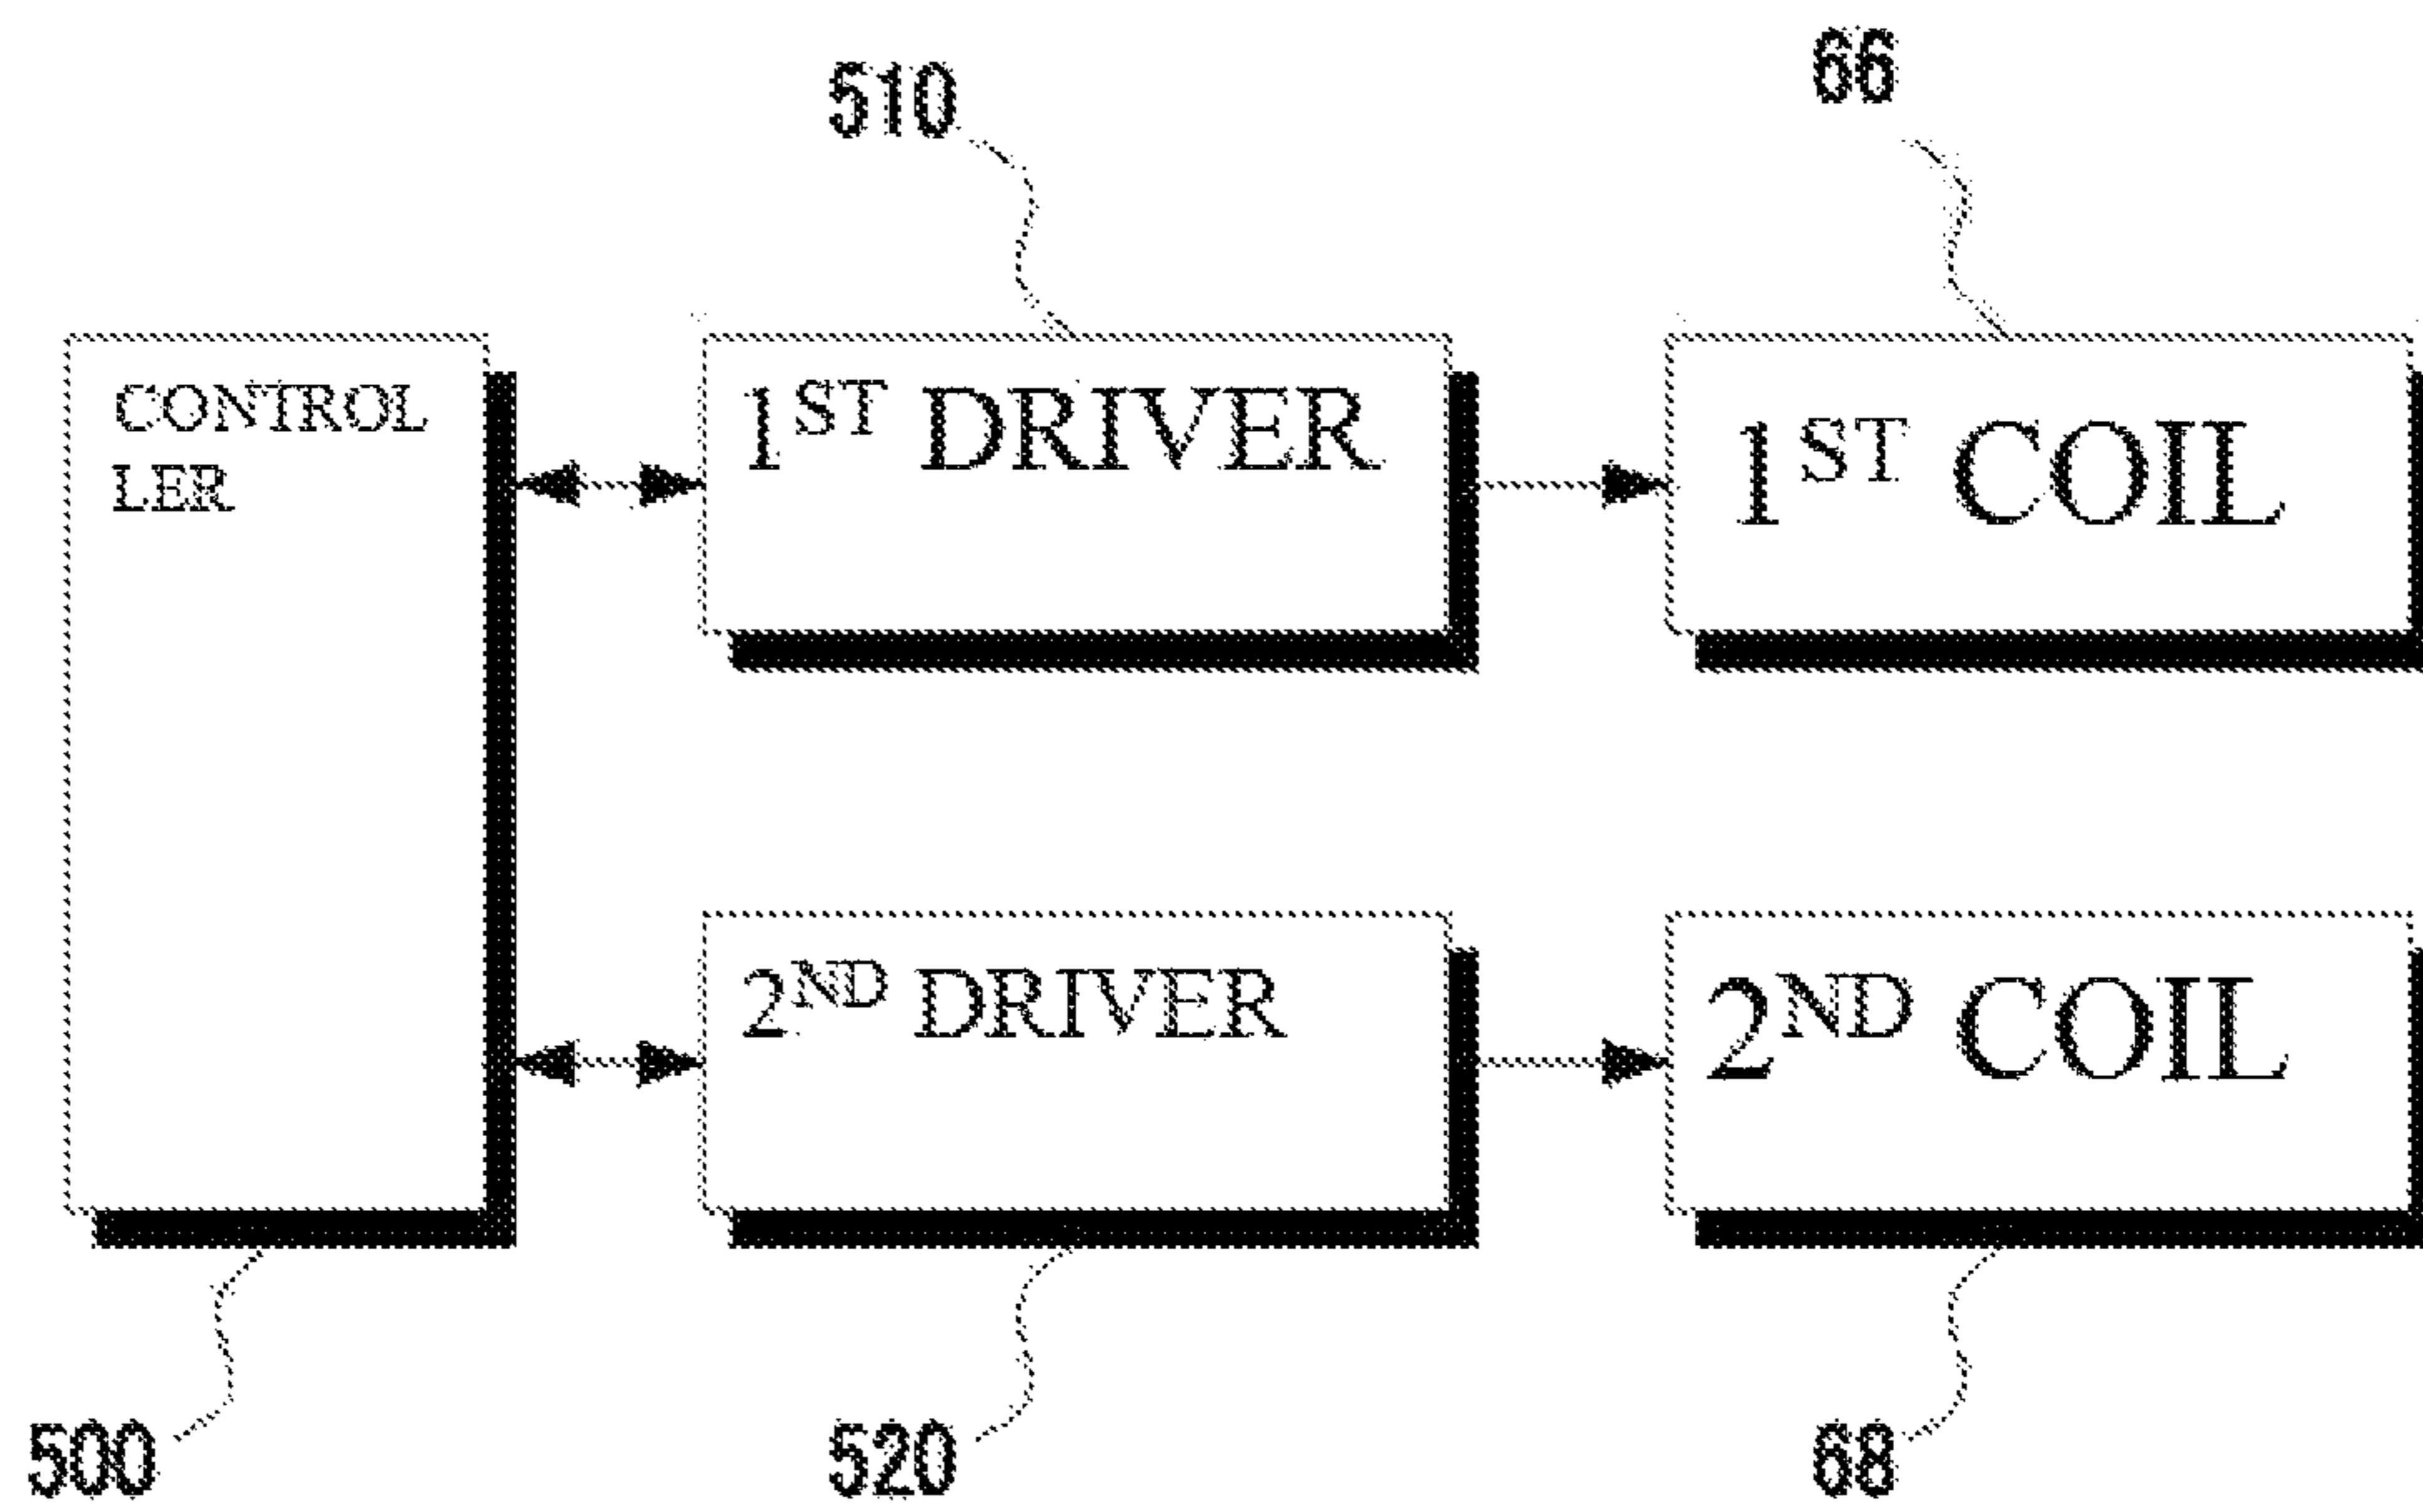 510
66
CONTROL
LER
1ST DRIVER
1ST COIL
2ND DRIVER
2ND COIL
500
520
68